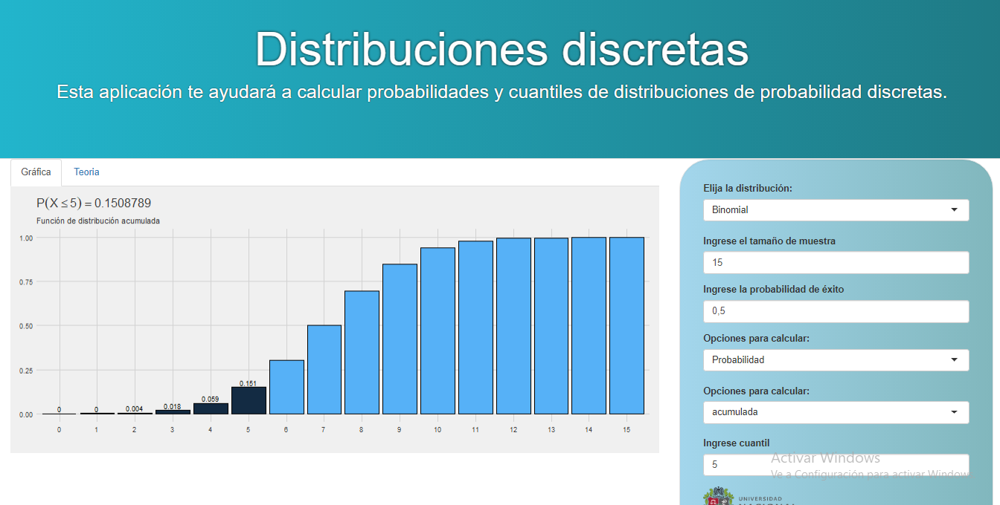 Distribuciones discretas
Esta aplicación te ayudará a calcular probabilidades y cuantiles de distribuciones de probabilidad discretas.
Gráfica Teoria
P(X ≤ 5) = 0.1508789
Función de distribución acumulada
1.00
0.75
0.50
0.25
0.00
0 0 0.004 0.018 0.059 0.151
0 1 2 3 4 5 6 7 8 9 10 11 12 13 14 15
Elija la distribución:
Binomial
Ingrese el tamaño de muestra
15
Ingrese la probabilidad de éxito
0,5
Opciones para calcular:
Probabilidad
Opciones para calcular:
acumulada
Ingrese cuantil
5
Activar Windows
Ve a Configuración para activar Window
UNIVERSIDAD